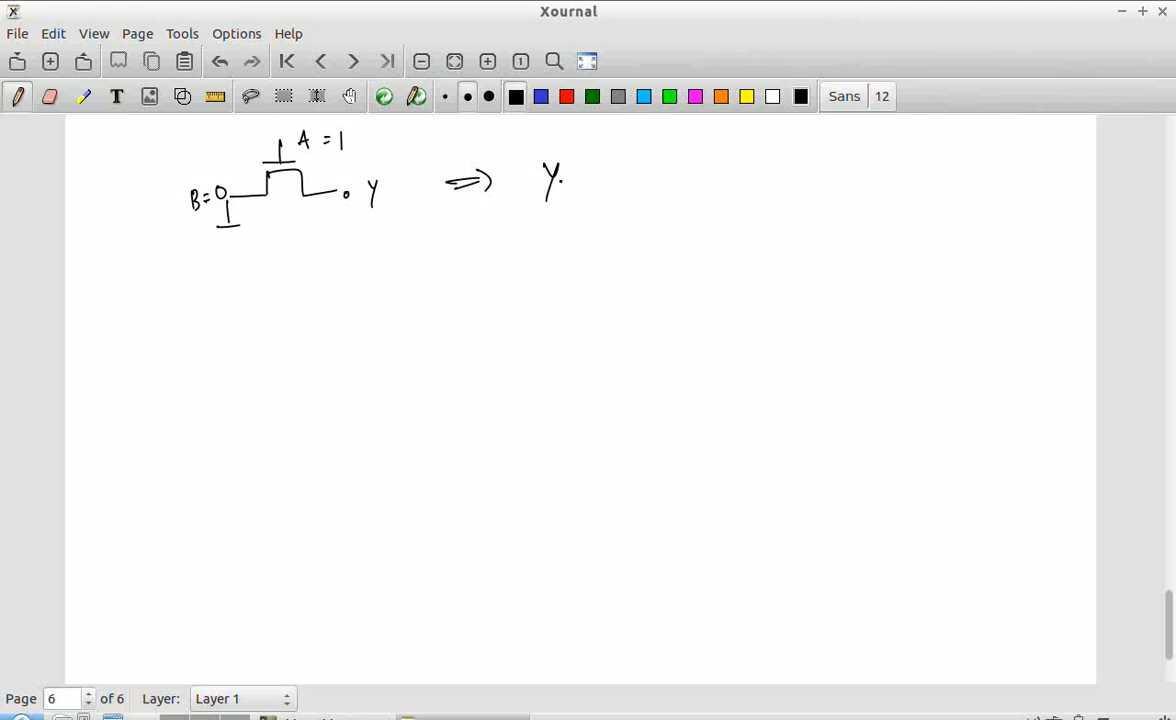 Xournal
File Edit View Page Tools Options Help
Sans 12
A = 1
B = 0 Y ⇒ Y.
Page 6 of 6 Layer: Layer 1